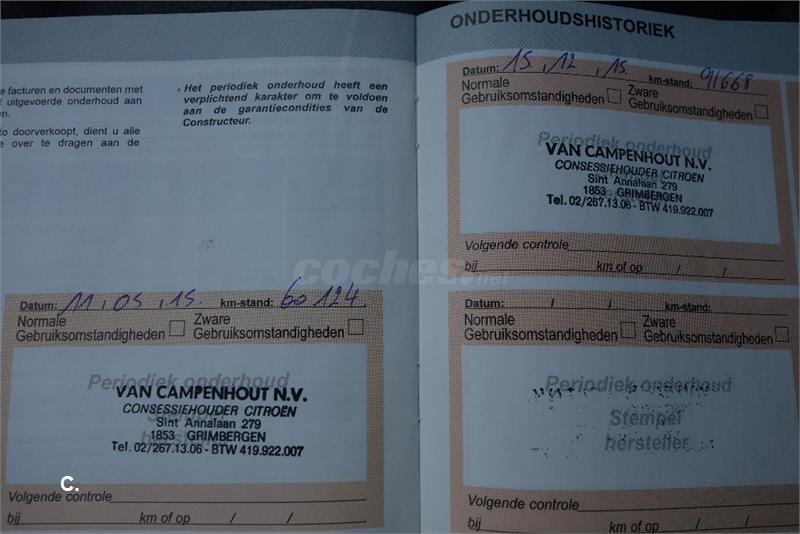 e facturen en documenten met
t uitgevoerde onderhoud aan
en.
to doorverkoopt, dient u alle
e over te dragen aan de
• Het periodiek onderhoud heeft een
verplichtend karakter om te voldoen
aan de garantiecondities van de
Constructeur.
Datum: 11 . 05 . 15. km-stand: 60 124.
Normale
Gebruiksomstandigheden
Zware
Gebruiksomstandigheden
Periodiek onderhoud
VAN CAMPENHOUT N.V.
CONSESSIEHOUDER CITROËN
Sint Annalaan 279
1853 GRIMBERGEN
Tel. 02/267.13.06 - BTW 419.922.007
Volgende controle
bij km of op / /
ONDERHOUDSHISTORIEK
Datum: 15 . 12 . 15. km-stand: 91668
Normale
Gebruiksomstandigheden
Zware
Gebruiksomstandigheden
Periodiek onderhoud
VAN CAMPENHOUT N.V.
CONSESSIEHOUDER CITROËN
Sint Annalaan 279
1853 GRIMBERGEN
Tel. 02/267.13.06 - BTW 419.922.007
Volgende controle
bij km of op / /
Datum: / / km-stand:
Normale
Gebruiksomstandigheden
Zware
Gebruiksomstandigheden
Periodiek onderhoud
Stempel
hersteller
Volgende controle
bij km of op / /
coches.net
C.